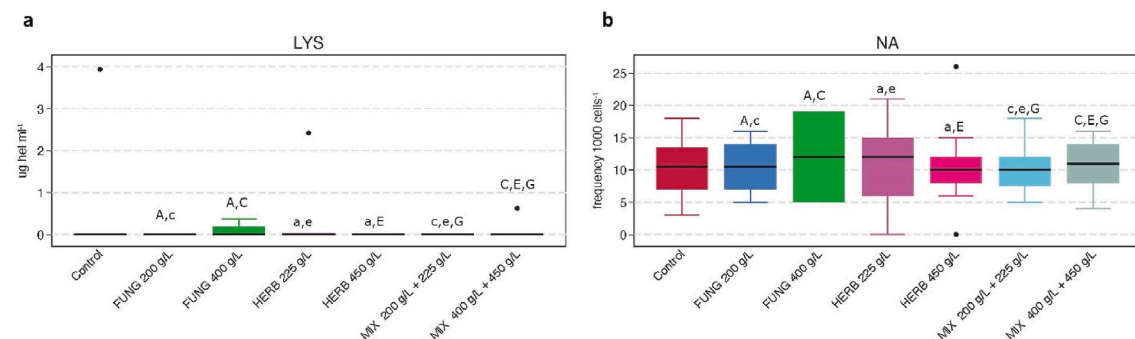 a
LYS
ug hel ml-¹
4
3
2
1
0
A,c
A,C
a,e
a,E
c,e,G
C,E,G
Control
FUNG 200 g/L
FUNG 400 g/L
HERB 225 g/L
HERB 450 g/L
MIX 200 g/L + 225 g/L
MIX 400 g/L + 450 g/L
b
NA
frequency 1000 cells-¹
25
20
15
10
5
0
A,c
A,C
a,e
a,E
c,e,G
C,E,G
Control
FUNG 200 g/L
FUNG 400 g/L
HERB 225 g/L
HERB 450 g/L
MIX 200 g/L + 225 g/L
MIX 400 g/L + 450 g/L